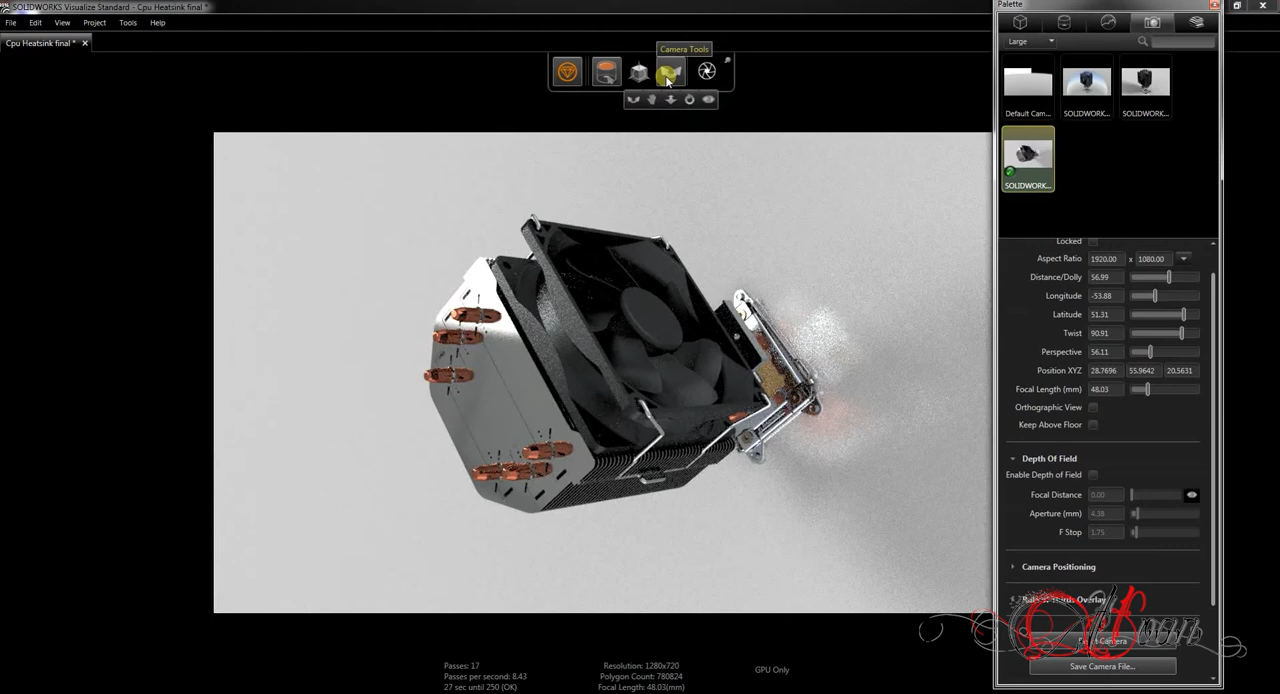 SOLIDWORKS Visualize Standard - Cpu Heatsink final *
Palette
File Edit View Project Tools Help
Cpu Heatsink final *
Camera Tools
Large
Default Cam... SOLIDWORK... SOLIDWORK...
SOLIDWORK...
Locked
Aspect Ratio 1920.00 x 1080.00
Distance/Dolly 56.99
Longitude -53.88
Latitude 51.31
Twist 90.91
Perspective 56.11
Position XYZ 28.7696 55.9642 20.5631
Focal Length (mm) 48.03
Orthographic View
Keep Above Floor
Depth Of Field
Enable Depth of Field
Focal Distance 0.00
Aperture (mm) 4.38
F Stop 1.75
Camera Positioning
Overlay
Camera
Save Camera File...
Passes: 17
Passes per second: 8.43
27 sec until 250 (OK)
Resolution: 1280x720
Polygon Count: 780824
Focal Length: 48.03(mm)
GPU Only